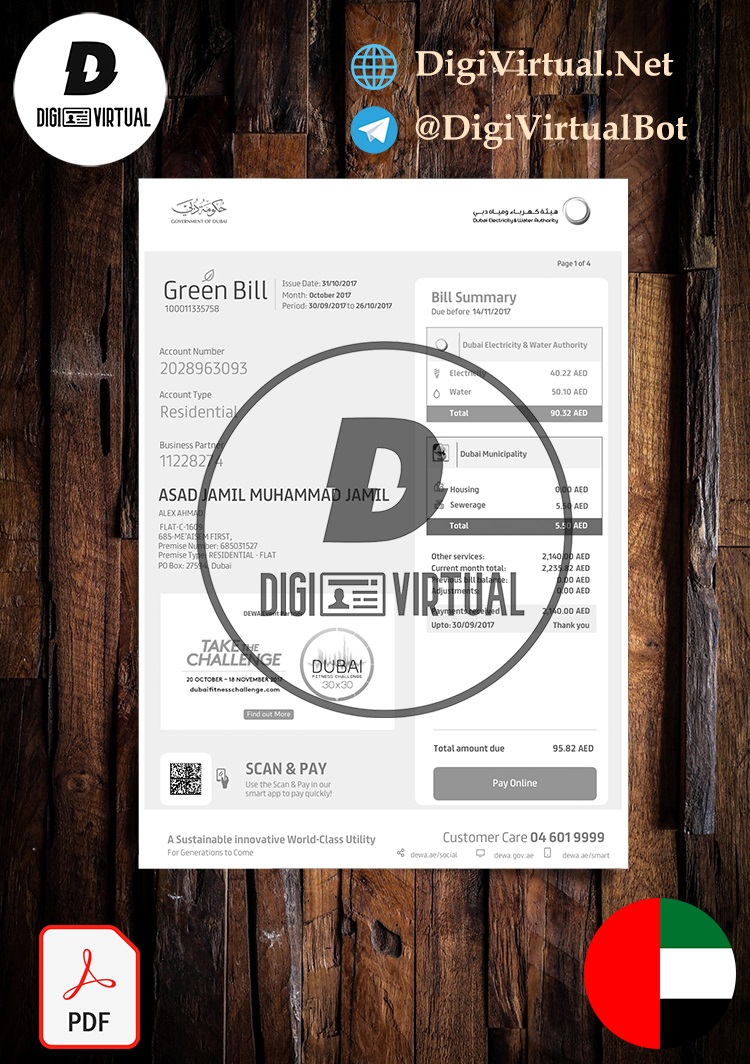 D
DIGI VIRTUAL
DigiVirtual.Net
@DigiVirtualBot
حكومة دبي
GOVERNMENT OF DUBAI
هيئة كهرباء ومياه دبي
Dubai Electricity&Water Authority
Page 1 of 4
Green Bill
100011335758
Issue Date: 31/10/2017
Month: October 2017
Period: 30/09/2017 to 26/10/2017
Account Number
2028963093
Account Type
Residential
Business Partner
11228274
ASAD JAMIL MUHAMMAD JAMIL
ALEX AHMAD
FLAT-C-1609
685-ME'AISEM FIRST,
Premise Number: 685031527
Premise Type: RESIDENTIAL - FLAT
PO Box: 27594, Dubai
Bill Summary
Due before 14/11/2017
Dubai Electricity & Water Authority
Electricity 40.22 AED
Water 50.10 AED
Total 90.32 AED
Dubai Municipality
Housing 0.00 AED
Sewerage 5.50 AED
Total 5.50 AED
Other services: 2,140.00 AED
Current month total: 2,235.82 AED
Previous bill balance: 0.00 AED
Adjustments: 0.00 AED
Payments received 2,140.00 AED
Upto: 30/09/2017 Thank you
D
DIGI VIRTUAL
DEWA Event Partner
TAKE THE
CHALLENGE
20 OCTOBER – 18 NOVEMBER 2017
dubaifitnesschallenge.com
DUBAI
FITNESS CHALLENGE
30x30
Find out More
Total amount due 95.82 AED
Pay Online
SCAN & PAY
Use the Scan & Pay in our
smart app to pay quickly!
A Sustainable innovative World-Class Utility
For Generations to Come
Customer Care 04 601 9999
dewa.ae/social dewa.gov.ae dewa.ae/smart
PDF